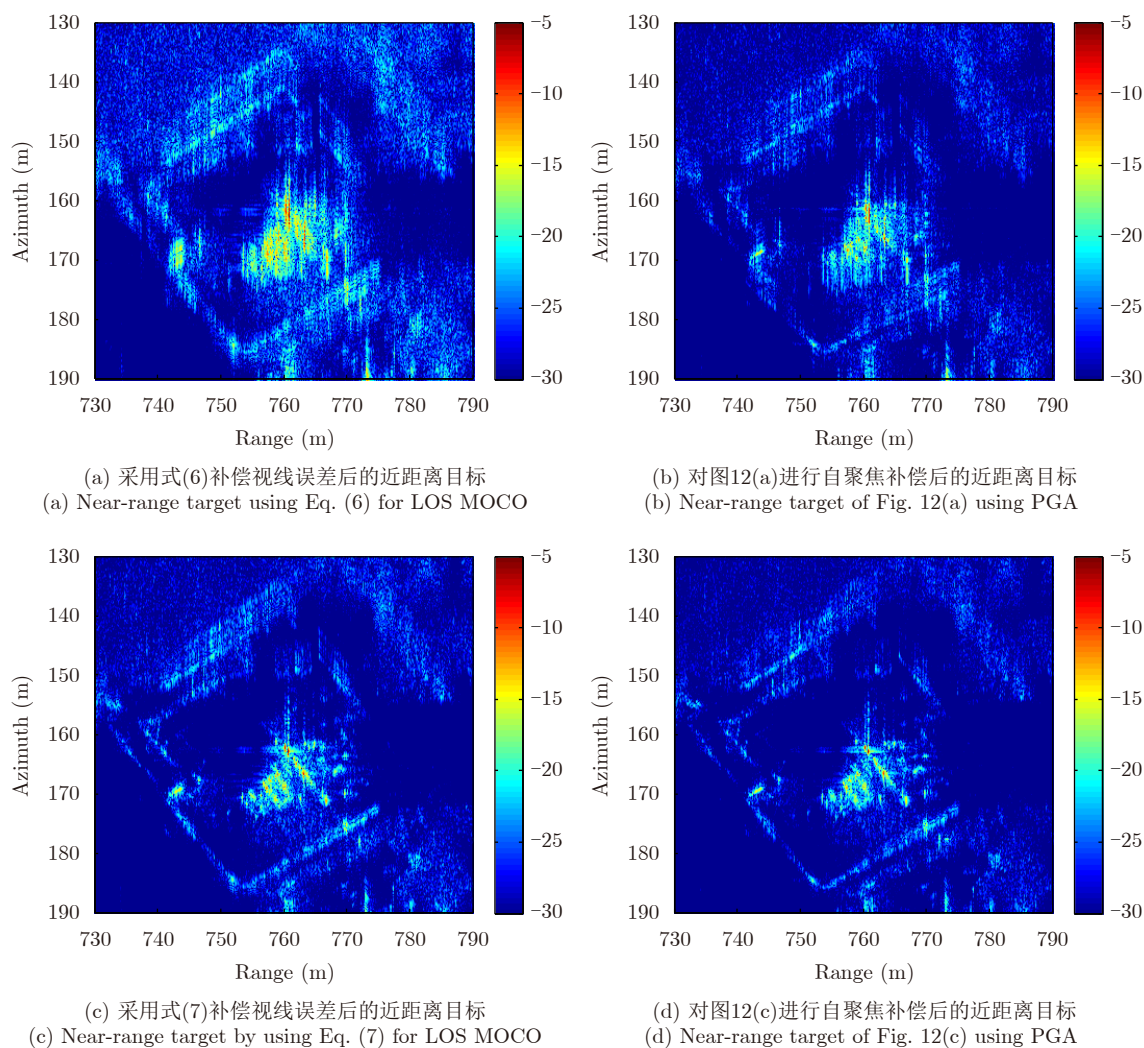 130
140
150
160
170
180
190
Azimuth (m)
730 740 750 760 770 780 790
Range (m)
−5
−10
−15
−20
−25
−30
(a) 采用式(6)补偿视线误差后的近距离目标
(a) Near-range target using Eq. (6) for LOS MOCO
130
140
150
160
170
180
190
Azimuth (m)
730 740 750 760 770 780 790
Range (m)
−5
−10
−15
−20
−25
−30
(b) 对图12(a)进行自聚焦补偿后的近距离目标
(b) Near-range target of Fig. 12(a) using PGA
130
140
150
160
170
180
190
Azimuth (m)
730 740 750 760 770 780 790
Range (m)
−5
−10
−15
−20
−25
−30
(c) 采用式(7)补偿视线误差后的近距离目标
(c) Near-range target by using Eq. (7) for LOS MOCO
130
140
150
160
170
180
190
Azimuth (m)
730 740 750 760 770 780 790
Range (m)
−5
−10
−15
−20
−25
−30
(d) 对图12(c)进行自聚焦补偿后的近距离目标
(d) Near-range target of Fig. 12(c) using PGA